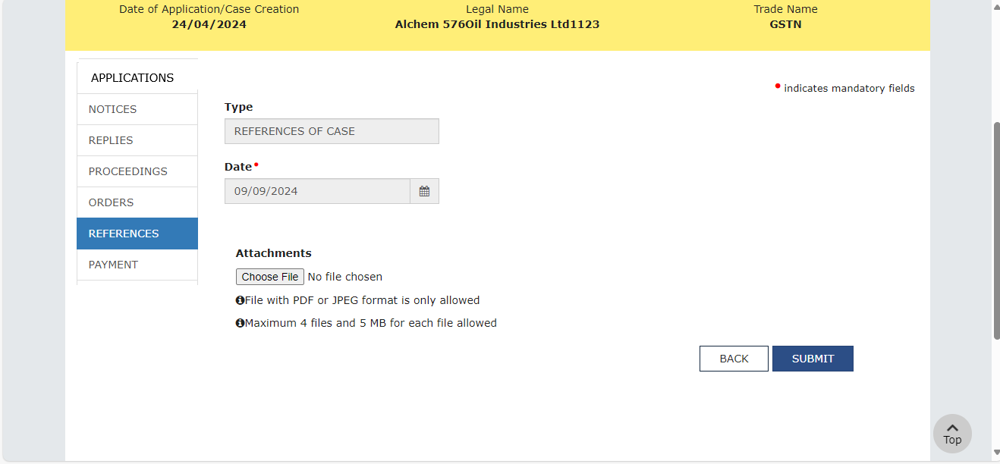 Date of Application/Case Creation
24/04/2024
Legal Name
Alchem 576Oil Industries Ltd1123
Trade Name
GSTN
APPLICATIONS
NOTICES
REPLIES
PROCEEDINGS
ORDERS
REFERENCES
PAYMENT
• indicates mandatory fields
Type
REFERENCES OF CASE
Date•
09/09/2024
Attachments
Choose File No file chosen
File with PDF or JPEG format is only allowed
Maximum 4 files and 5 MB for each file allowed
BACK SUBMIT
Top